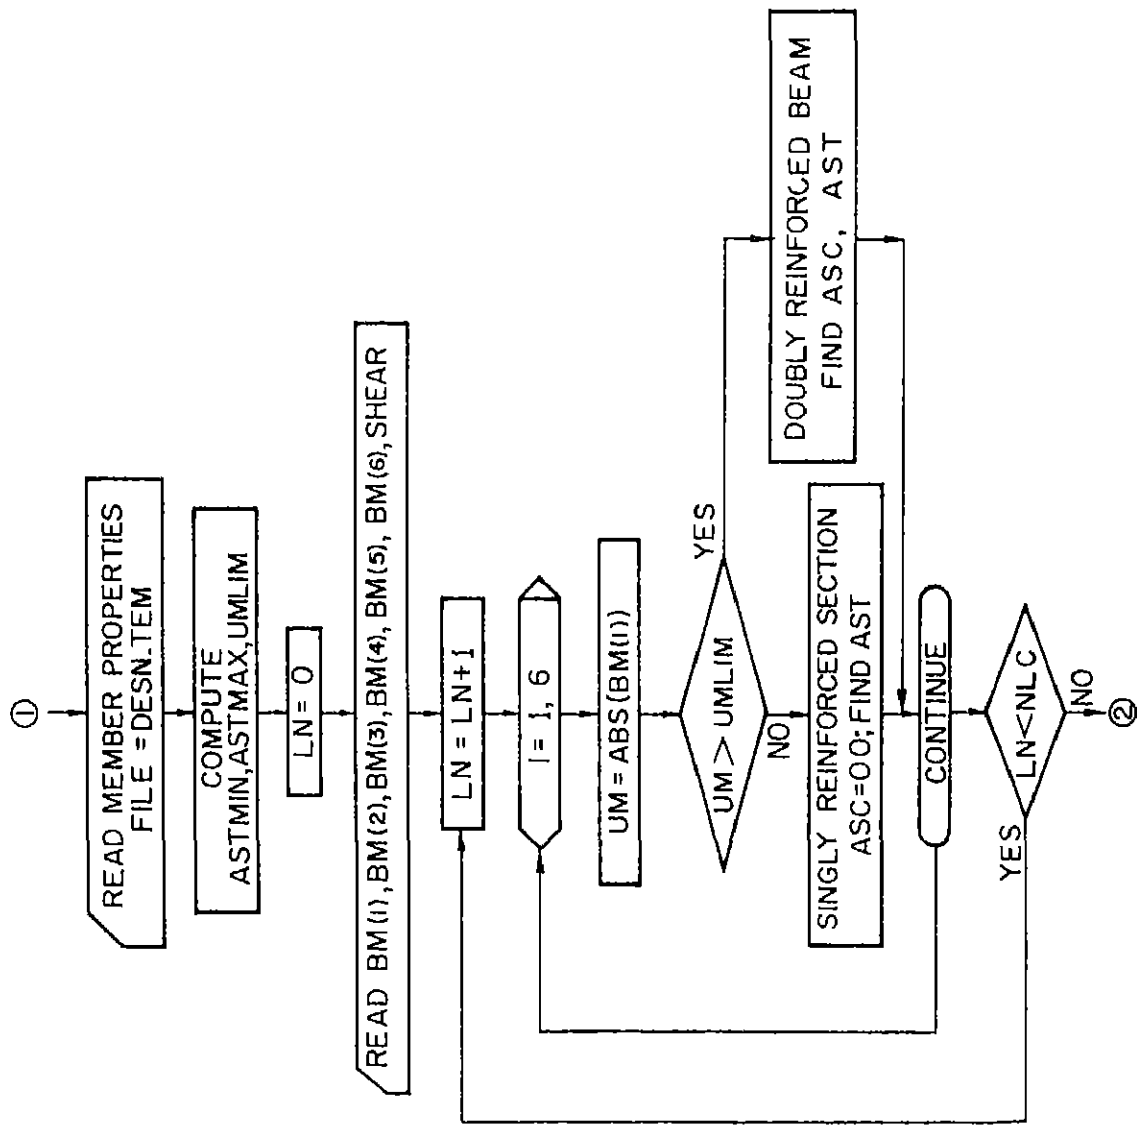 ①
READ MEMBER PROPERTIES
FILE =DESN.TEM
COMPUTE
ASTMIN,ASTMAX,UMLIM
LN= 0
READ BM(1),BM(2),BM(3),BM(4),BM(5),BM(6),SHEAR
LN = LN+1
I = 1, 6
UM=ABS(BM(1))
UM > UMLIM
YES
NO
DOUBLY REINFORCED BEAM
FIND ASC, AST
SINGLY REINFORCED SECTION
ASC=00;FIND AST
CONTINUE
LN<NLC
YES
NO
②